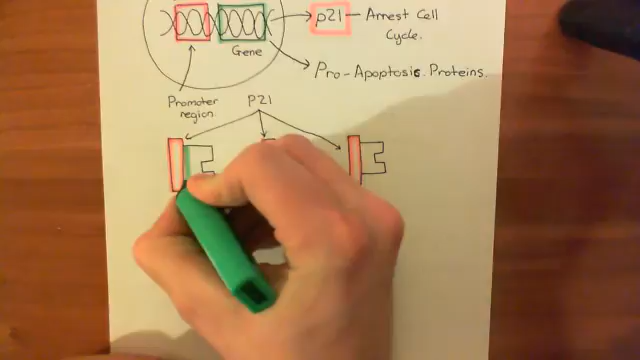 p21 — Arrest Cell
Cycle.
Gene
Pro-Apoptosis Proteins.
Promoter
region.
P21